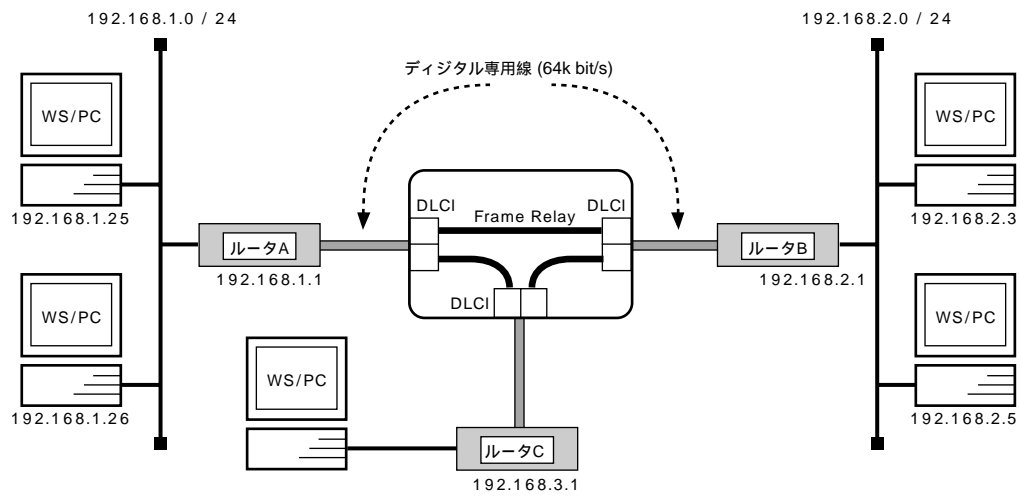 192.168.1.0 / 24
192.168.2.0 / 24
ディジタル専用線 (64k bit/s)
WS/PC
WS/PC
192.168.1.25
192.168.2.3
DLCI
Frame Relay
DLCI
ルータA
ルータB
192.168.1.1
192.168.2.1
DLCI
WS/PC
WS/PC
WS/PC
192.168.1.26
192.168.2.5
ルータC
192.168.3.1